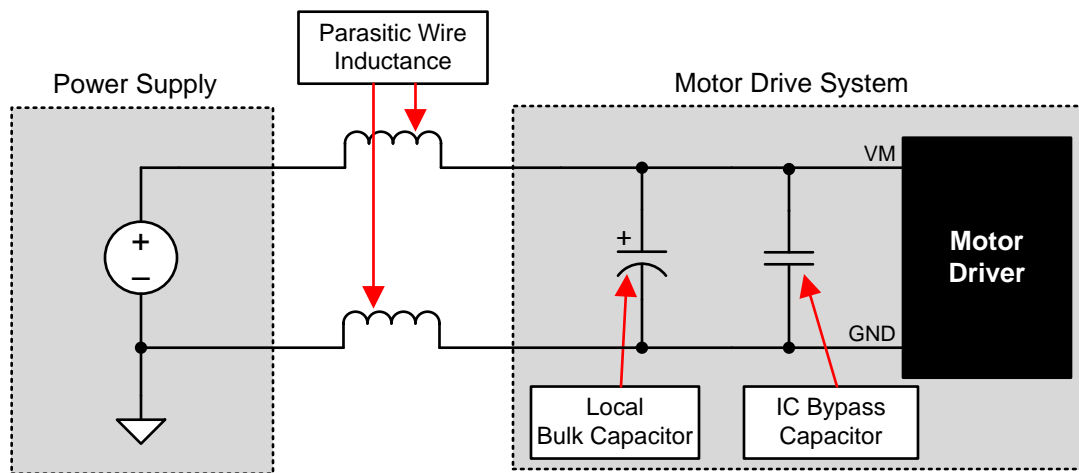 Parasitic Wire
Inductance
Power Supply
Motor Drive System
VM
+
–
+
Motor
Driver
GND
Local
Bulk Capacitor
IC Bypass
Capacitor